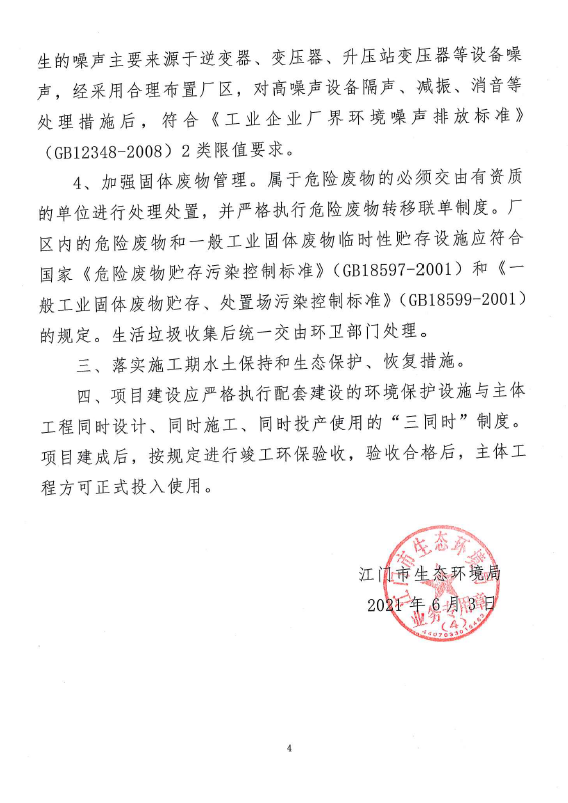 生的噪声主要来源于逆变器、变压器、升压站变压器等设备噪
声，经采用合理布置厂区，对高噪声设备隔声、减振、消音等
处理措施后，符合《工业企业厂界环境噪声排放标准》
（GB12348-2008）2 类限值要求。
4、加强固体废物管理。属于危险废物的必须交由有资质
的单位进行处理处置，并严格执行危险废物转移联单制度。厂
区内的危险废物和一般工业固体废物临时性贮存设施应符合
国家《危险废物贮存污染控制标准》（GB18597-2001）和《一
般工业固体废物贮存、处置场污染控制标准》（GB18599-2001）
的规定。生活垃圾收集后统一交由环卫部门处理。
三、落实施工期水土保持和生态保护、恢复措施。
四、项目建设应严格执行配套建设的环境保护设施与主体
工程同时设计、同时施工、同时投产使用的“三同时”制度。
项目建成后，按规定进行竣工环保验收，验收合格后，主体工
程方可正式投入使用。
江门市生态环境局
2021 年 6 月 3 日
江门市生态环境局
业务专用章
（4）
4